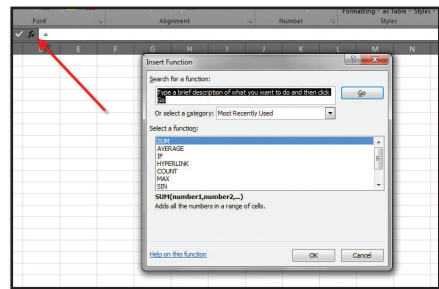 Formatting ▾ as Table ▾ Styles ▾
Font
Alignment
Number
Styles
fx =
D E F G H I J K L M N
Insert Function
Search for a function:
Type a brief description of what you want to do and then click
Go
Go
Or select a category: Most Recently Used
Select a function:
SUM
AVERAGE
IF
HYPERLINK
COUNT
MAX
SIN
SUM(number1,number2,...)
Adds all the numbers in a range of cells.
Help on this function
OK
Cancel